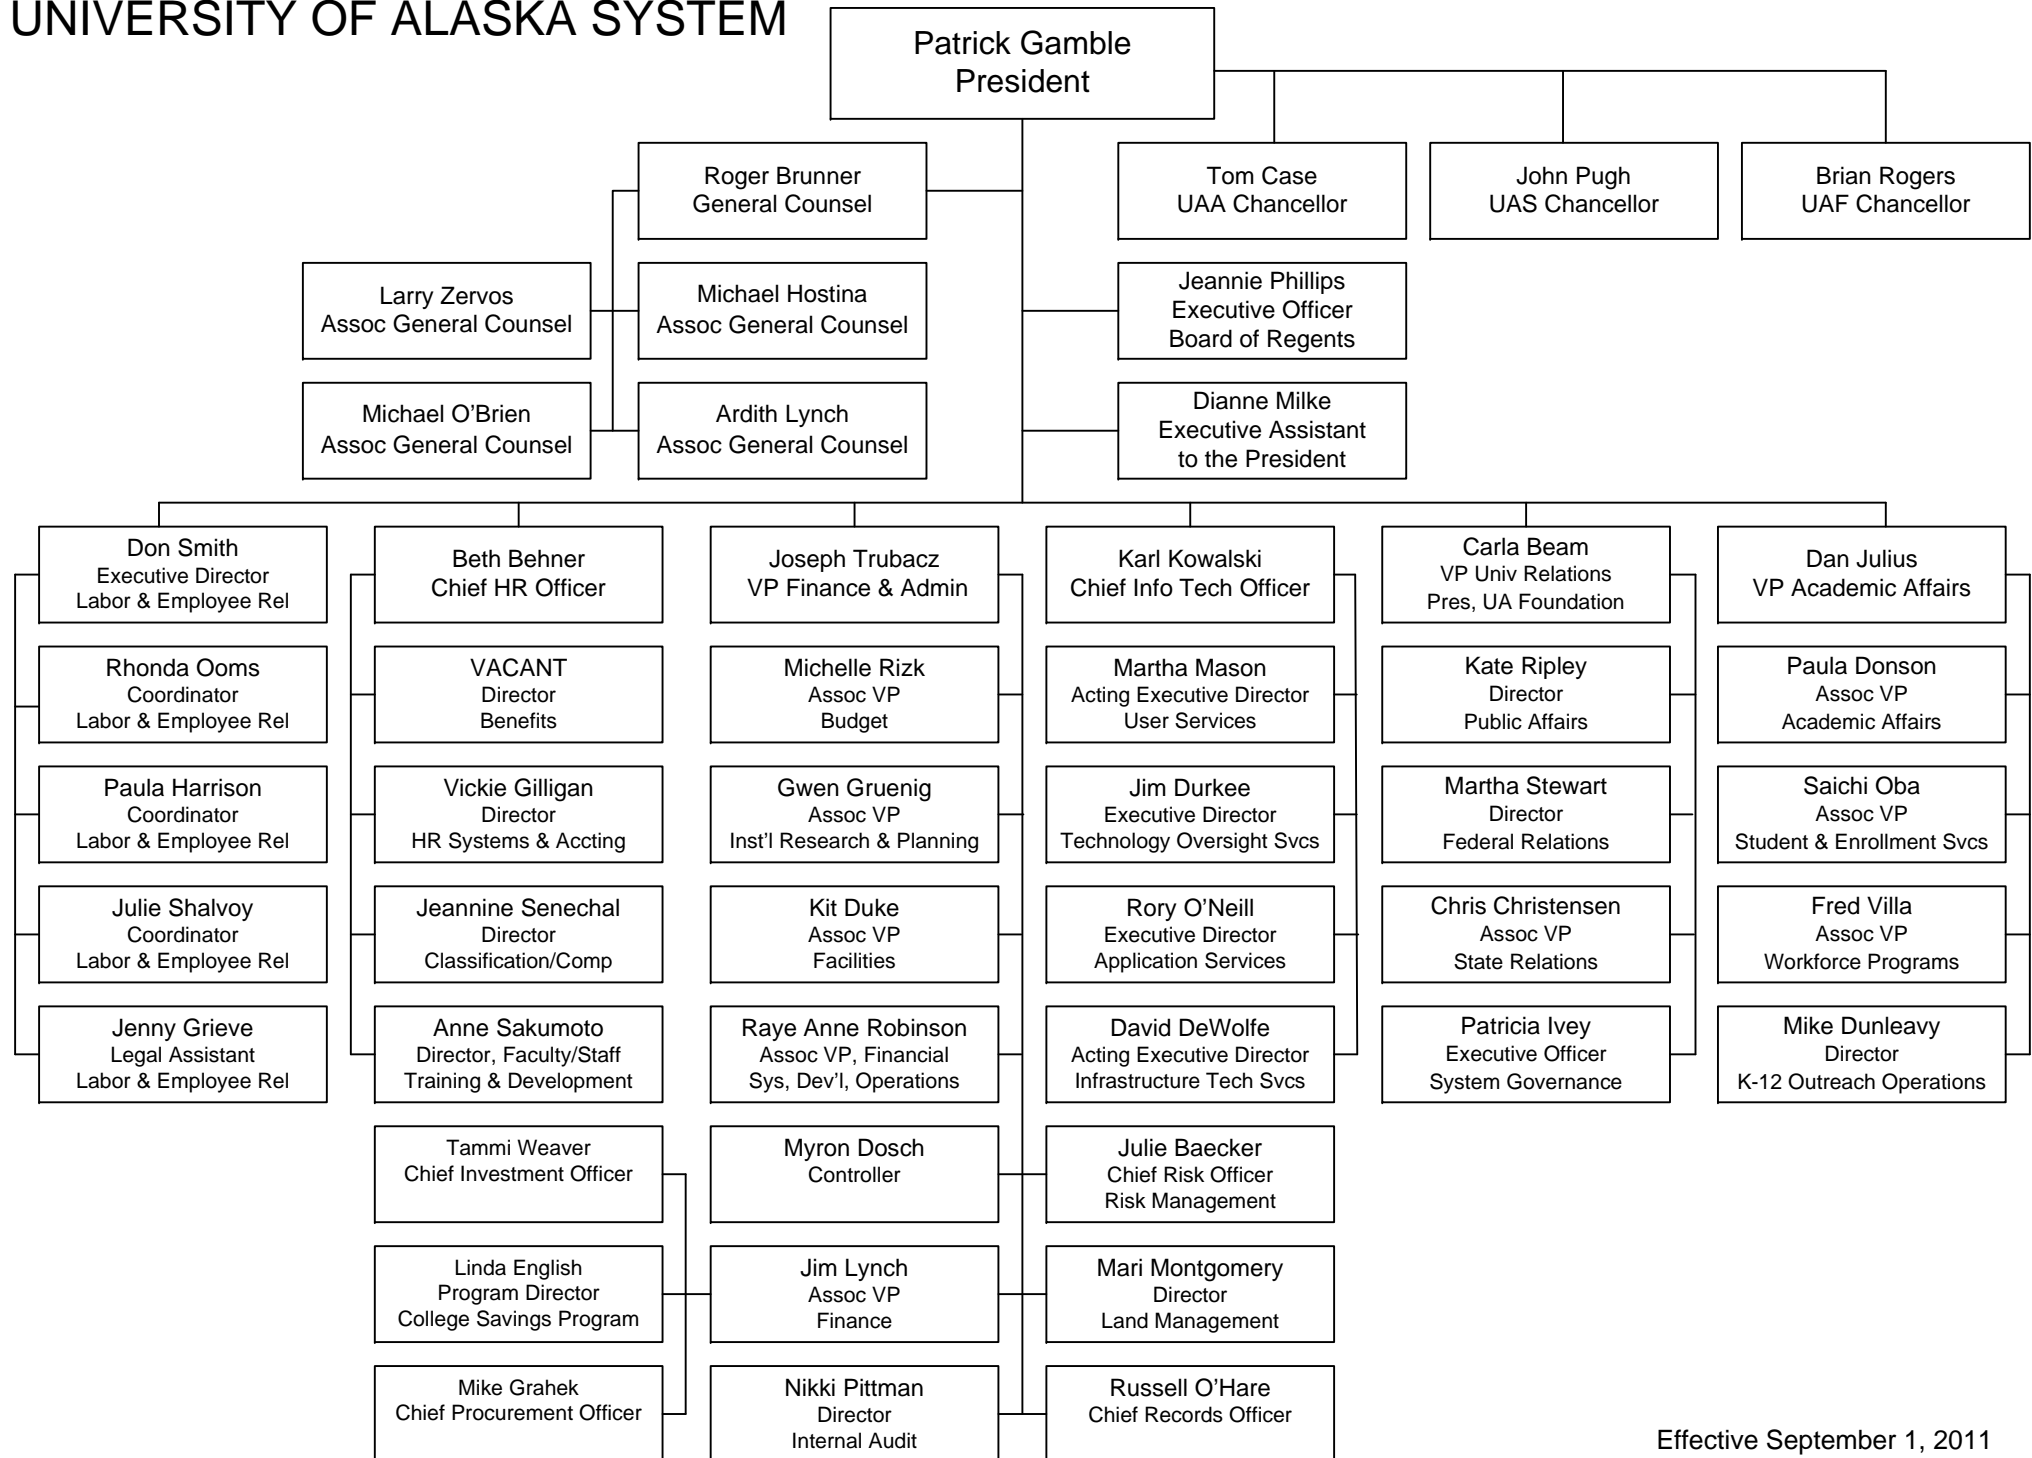 UNIVERSITY OF ALASKA SYSTEM
Patrick Gamble
President
Roger Brunner
General Counsel
Tom Case
UAA Chancellor
John Pugh
UAS Chancellor
Brian Rogers
UAF Chancellor
Larry Zervos
Assoc General Counsel
Michael Hostina
Assoc General Counsel
Jeannie Phillips
Executive Officer
Board of Regents
Michael O’Brien
Assoc General Counsel
Ardith Lynch
Assoc General Counsel
Dianne Milke
Executive Assistant
to the President
Don Smith
Executive Director
Labor & Employee Rel
Beth Behner
Chief HR Officer
Joseph Trubacz
VP Finance & Admin
Karl Kowalski
Chief Info Tech Officer
Carla Beam
VP Univ Relations
Pres, UA Foundation
Dan Julius
VP Academic Affairs
Rhonda Ooms
Coordinator
Labor & Employee Rel
VACANT
Director
Benefits
Michelle Rizk
Assoc VP
Budget
Martha Mason
Acting Executive Director
User Services
Kate Ripley
Director
Public Affairs
Paula Donson
Assoc VP
Academic Affairs
Paula Harrison
Coordinator
Labor & Employee Rel
Vickie Gilligan
Director
HR Systems & Accting
Gwen Gruenig
Assoc VP
Inst’l Research & Planning
Jim Durkee
Executive Director
Technology Oversight Svcs
Martha Stewart
Director
Federal Relations
Saichi Oba
Assoc VP
Student & Enrollment Svcs
Julie Shalvoy
Coordinator
Labor & Employee Rel
Jeannine Senechal
Director
Classification/Comp
Kit Duke
Assoc VP
Facilities
Rory O’Neill
Executive Director
Application Services
Chris Christensen
Assoc VP
State Relations
Fred Villa
Assoc VP
Workforce Programs
Jenny Grieve
Legal Assistant
Labor & Employee Rel
Anne Sakumoto
Director, Faculty/Staff
Training & Development
Raye Anne Robinson
Assoc VP, Financial
Sys, Dev’l, Operations
David DeWolfe
Acting Executive Director
Infrastructure Tech Svcs
Patricia Ivey
Executive Officer
System Governance
Mike Dunleavy
Director
K-12 Outreach Operations
Tammi Weaver
Chief Investment Officer
Myron Dosch
Controller
Julie Baecker
Chief Risk Officer
Risk Management
Linda English
Program Director
College Savings Program
Jim Lynch
Assoc VP
Finance
Mari Montgomery
Director
Land Management
Mike Grahek
Chief Procurement Officer
Nikki Pittman
Director
Internal Audit
Russell O’Hare
Chief Records Officer
Effective September 1, 2011